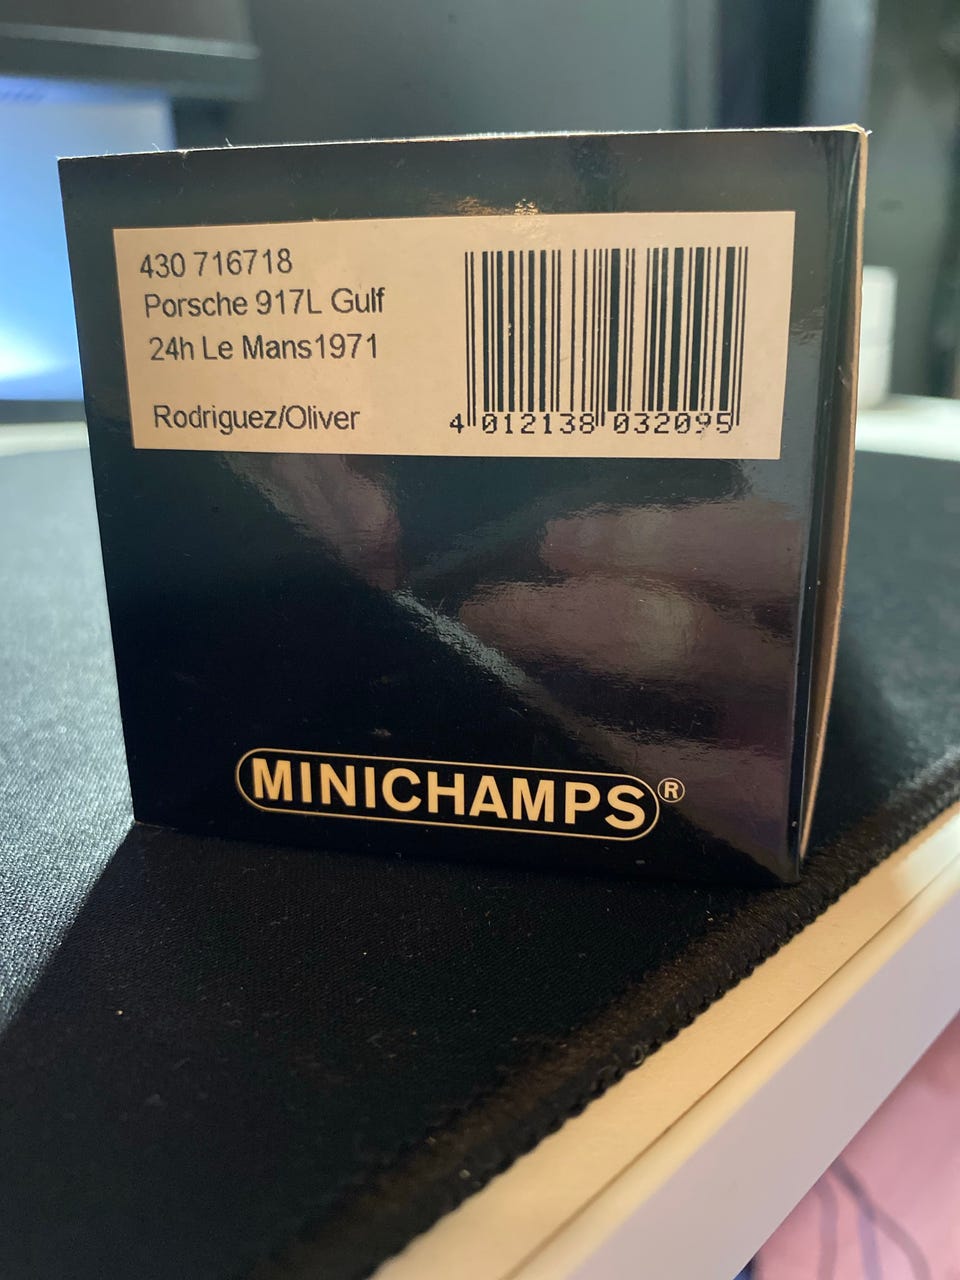 430 716718
Porsche 917L Gulf
24h Le Mans1971
Rodriguez/Oliver
4 012138 032095
MINICHAMPS®